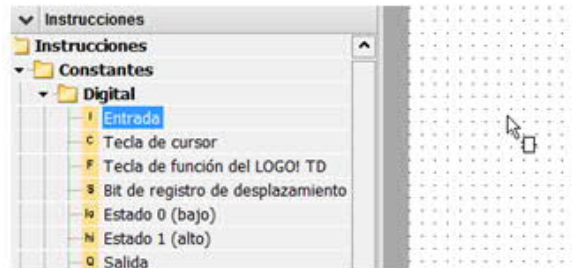 Instrucciones
Instrucciones
Constantes
Digital
I Entrada
C Tecla de cursor
F Tecla de función del LOGO! TD
S Bit de registro de desplazamiento
lo Estado 0 (bajo)
hi Estado 1 (alto)
Q Salida